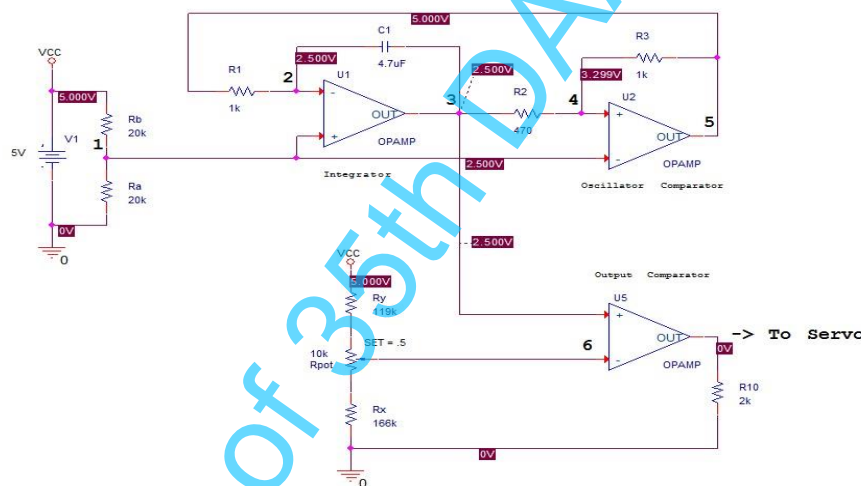 5.000V
C1
4.7uF
R3
1k
VCC
2.500V
R1
1k
2
U1
-
+
OUT
OPAMP
Integrator
2.500V
3
R2
470
4
3.299V
U2
+
-
OUT
OPAMP
5
Oscillator Comparator
5.000V
Rb
20k
1
V1
5V
Ra
20k
0V
0
2.500V
2.500V
VCC
5.000V
Ry
119k
SET = .5
10k
Rpot
Rx
166k
0
Output Comparator
U5
+
-
6
OUT
OPAMP
-> To Servo
0V
R10
2k
0V
of 35th DA